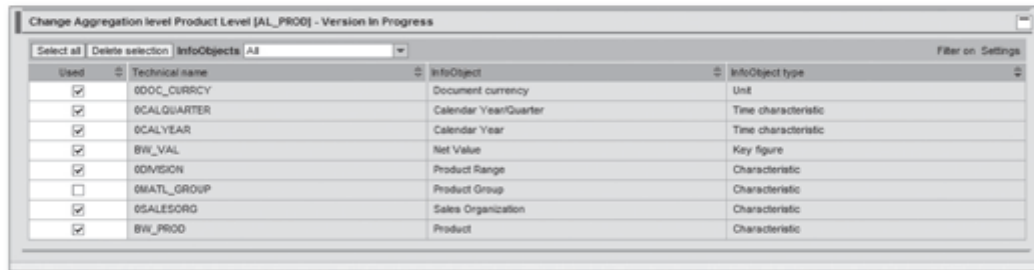 Change Aggregation level Product Level [AL_PROD] - Version In Progress
Select all Delete selection InfoObjects All Filter on Settings
Used Technical name InfoObject InfoObject type
0DOC_CURRCY Document currency Unit
0CALQUARTER Calendar Year/Quarter Time characteristic
0CALYEAR Calendar Year Time characteristic
BW_VAL Net Value Key figure
0DIVISION Product Range Characteristic
0MATL_GROUP Product Group Characteristic
0SALESORG Sales Organization Characteristic
BW_PROD Product Characteristic